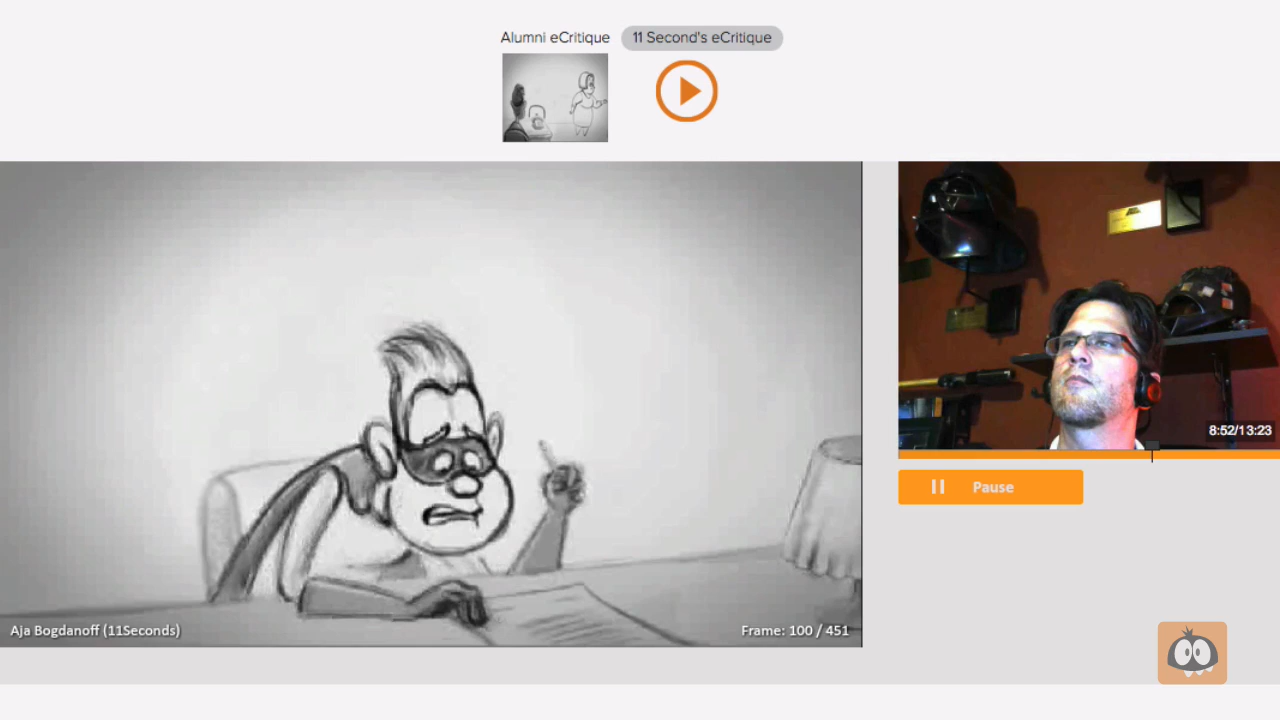 Alumni eCritique
11 Second's eCritique
8:52/13:23
Pause
Aja Bogdanoff (11Seconds)
Frame: 100 / 451